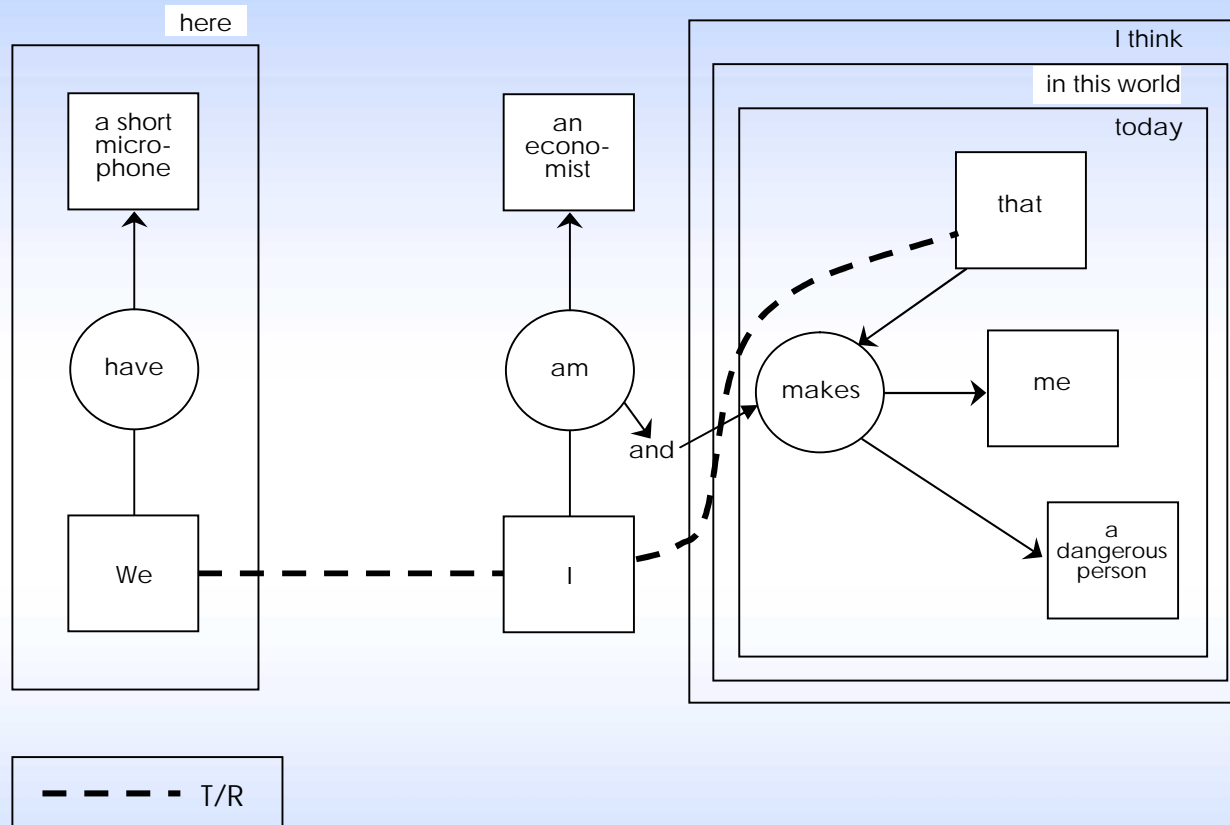 here
a short
micro-
phone
have
We
an
econo-
mist
am
and
I
I think
in this world
today
that
makes
me
a
dangerous
person
T/R